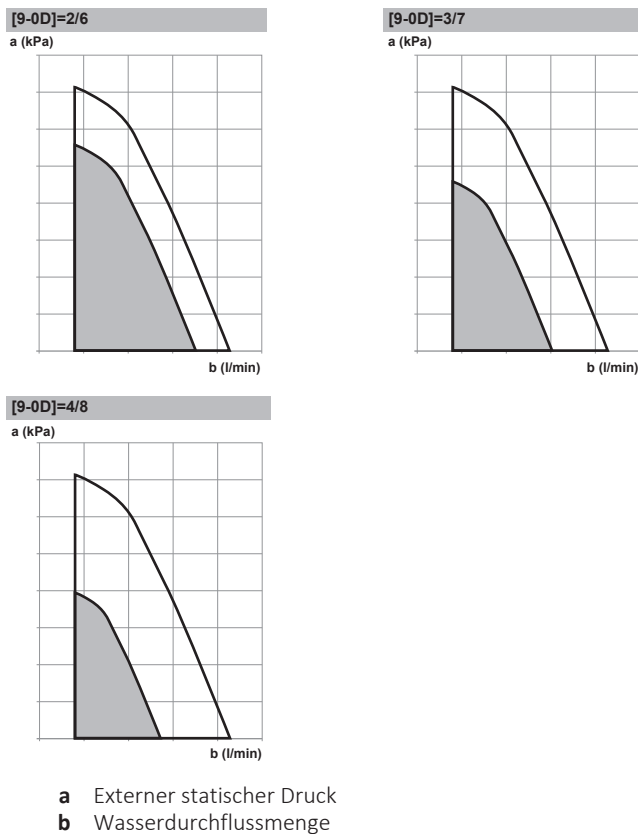 [9-0D]=2/6
a (kPa)
b (l/min)
[9-0D]=3/7
a (kPa)
b (l/min)
[9-0D]=4/8
a (kPa)
b (l/min)
a Externer statischer Druck
b Wasserdurchflussmenge